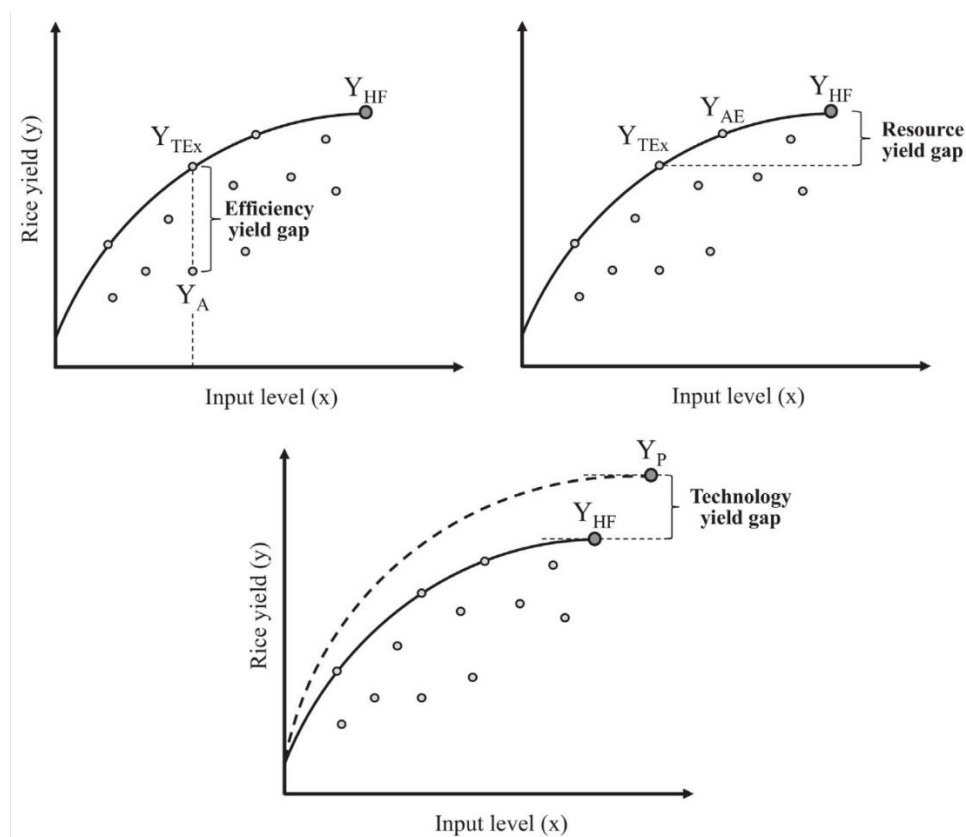 Y_HF
Y_TEx
Efficiency
yield gap
Y_A
Rice yield (y)
Input level (x)
Y_HF
Y_AE
Y_TEx
Resource
yield gap
Input level (x)
Y_P
Technology
yield gap
Y_HF
Rice yield (y)
Input level (x)